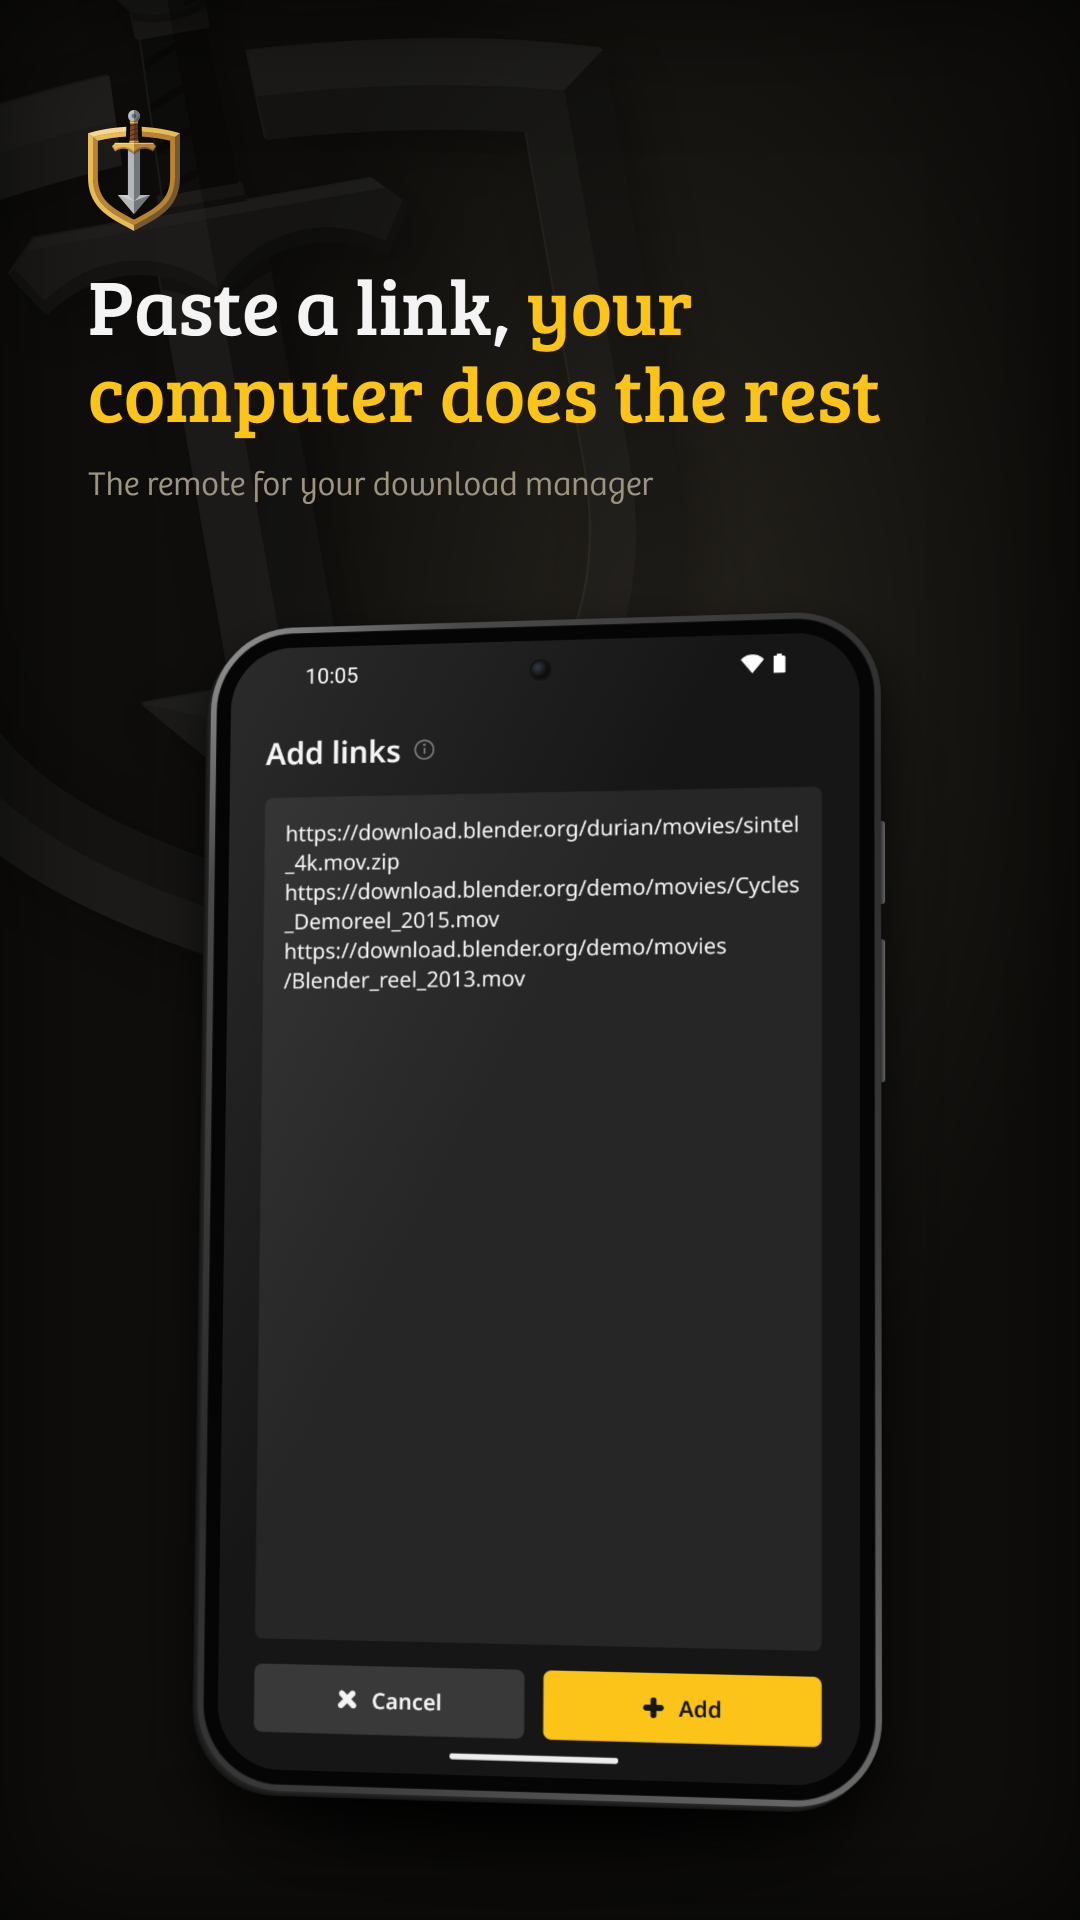 Paste a link, your
computer does the rest
The remote for your download manager
10:05
Add links
https://download.blender.org/durian/movies/sintel
_4k.mov.zip
https://download.blender.org/demo/movies/Cycles
_Demoreel_2015.mov
https://download.blender.org/demo/movies
/Blender_reel_2013.mov
Cancel
Add